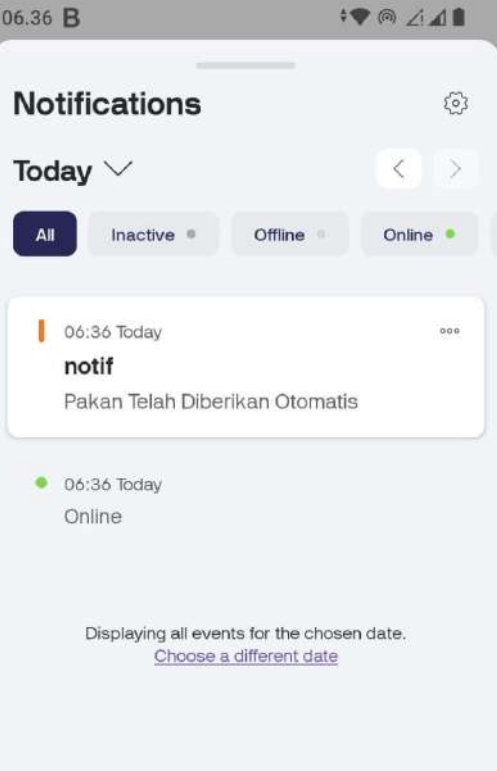 06.36 B
Notifications
Today
All Inactive Offline Online
06:36 Today
notif
Pakan Telah Diberikan Otomatis
06:36 Today
Online
Displaying all events for the chosen date.
Choose a different date